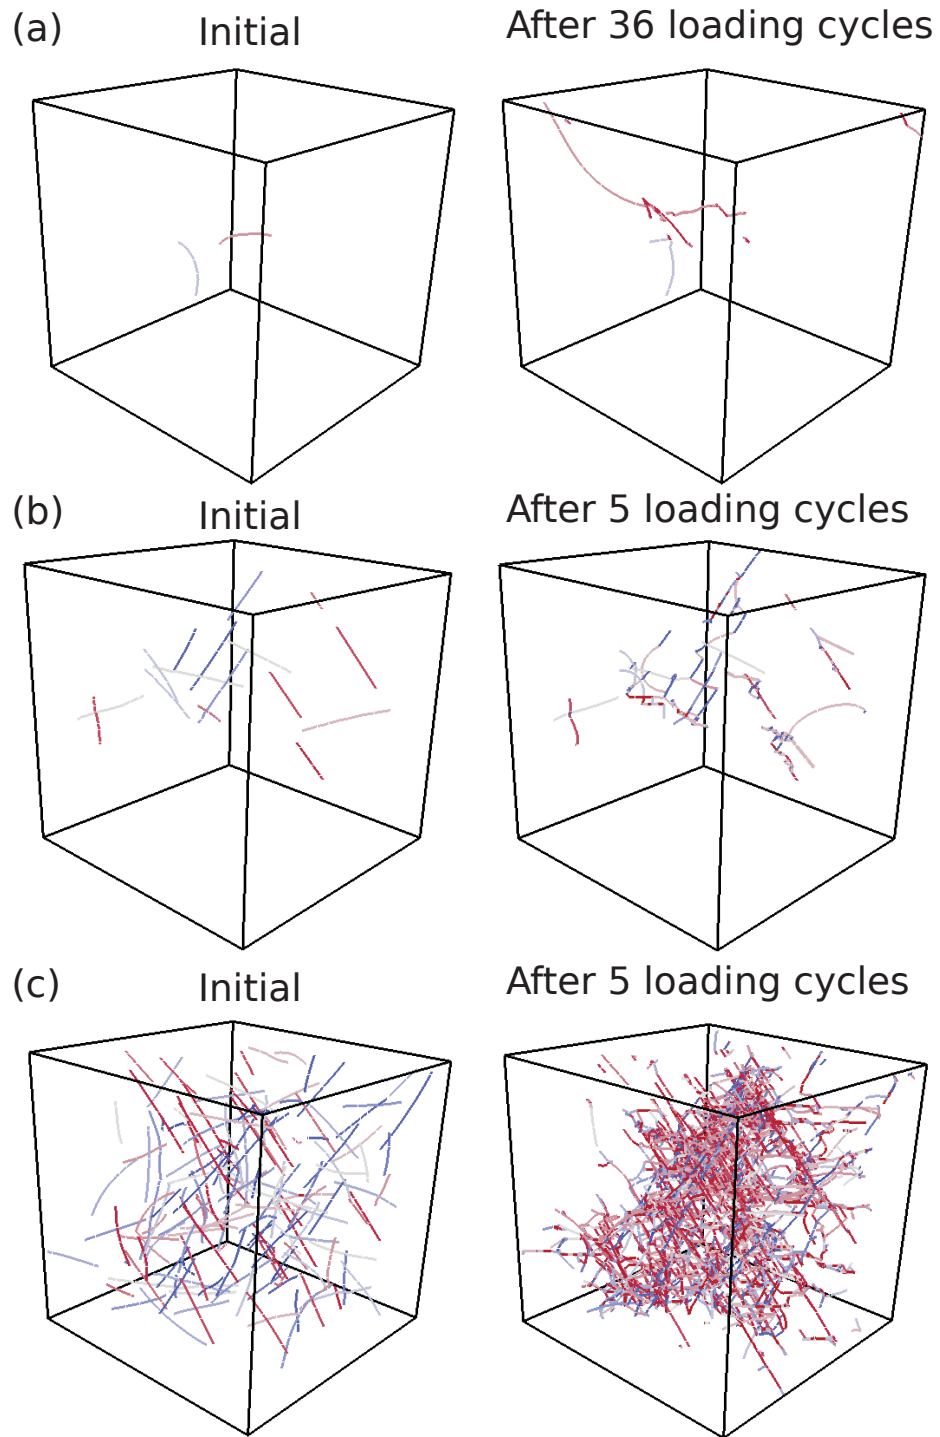 (a)
Initial
After 36 loading cycles
(b)
Initial
After 5 loading cycles
(c)
Initial
After 5 loading cycles